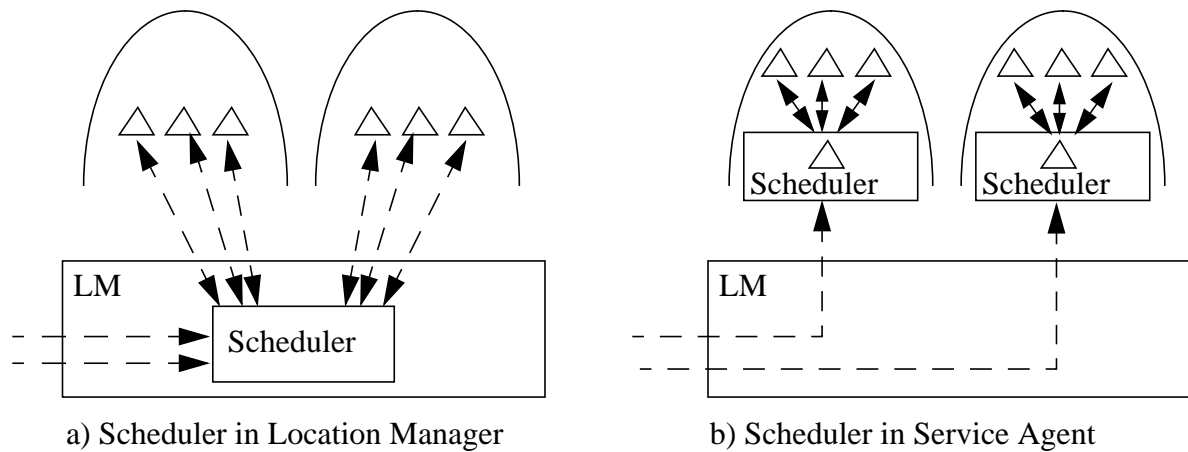 Scheduler
Scheduler
LM
LM
Scheduler
a) Scheduler in Location Manager
b) Scheduler in Service Agent